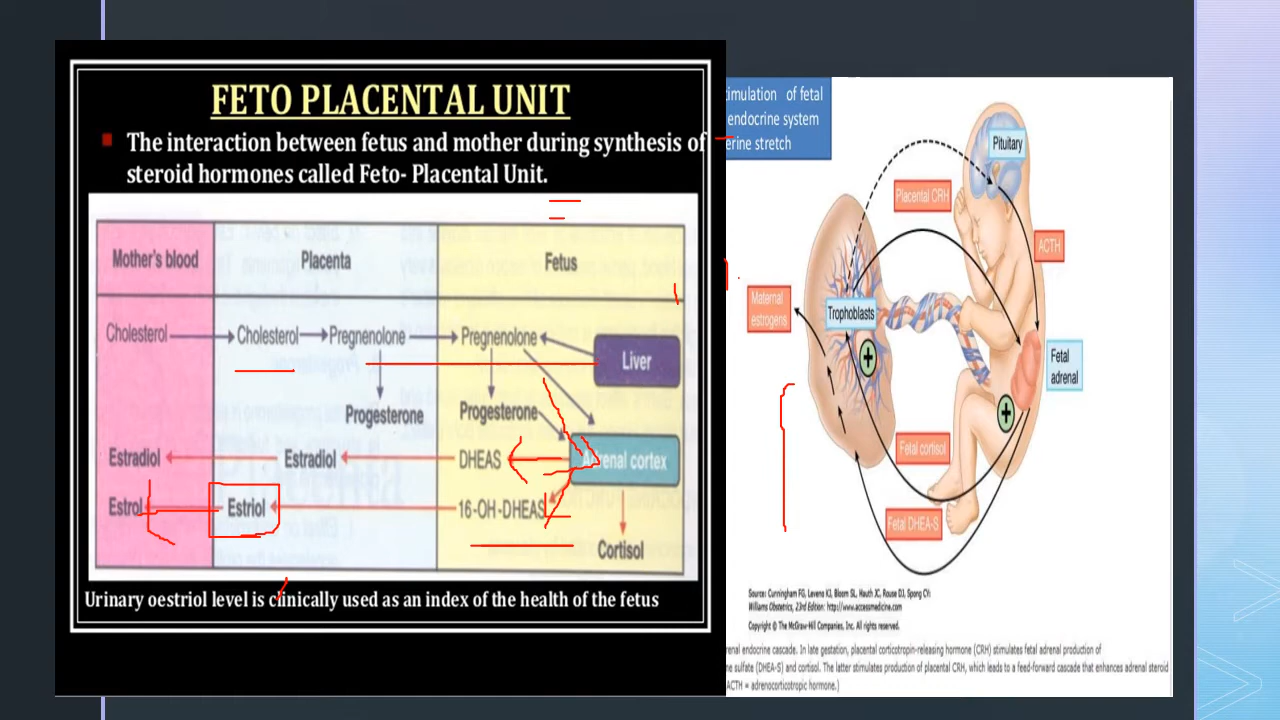 FETO PLACENTAL UNIT
The interaction between fetus and mother during synthesis of
steroid hormones called Feto- Placental Unit.
Mother's blood Placenta Fetus
Cholesterol Cholesterol Pregnenolone Pregnenolone
Liver
Progesterone Progesterone
Estradiol Estradiol DHEAS Adrenal cortex
Estrol Estriol 16-OH-DHEAS
Cortisol
Urinary oestriol level is clinically used as an index of the health of the fetus
timulation of fetal
endocrine system
erine stretch
Pituitary
Placental CRH
ACTH
Maternal
estrogens
Trophoblasts
+
Fetal
adrenal
+
Fetal cortisol
Fetal DHEA-S
Source: Cunningham FG, Leveno KJ, Bloom SL, Hauth JC, Rouse DJ, Spong CY:
Williams Obstetrics, 23rd Edition: http://www.accessmedicine.com
Copyright © The McGraw-Hill Companies, Inc. All rights reserved.
renal endocrine cascade. In late gestation, placental corticotropin-releasing hormone (CRH) stimulates fetal adrenal production of
ne sulfate (DHEA-S) and cortisol. The latter stimulates production of placental CRH, which leads to a feed-forward cascade that enhances adrenal steroid
ACTH = adrenocorticotropic hormone.)